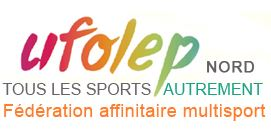 ufolep NORD
TOUS LES SPORTS AUTREMENT
Fédération affinitaire multisport